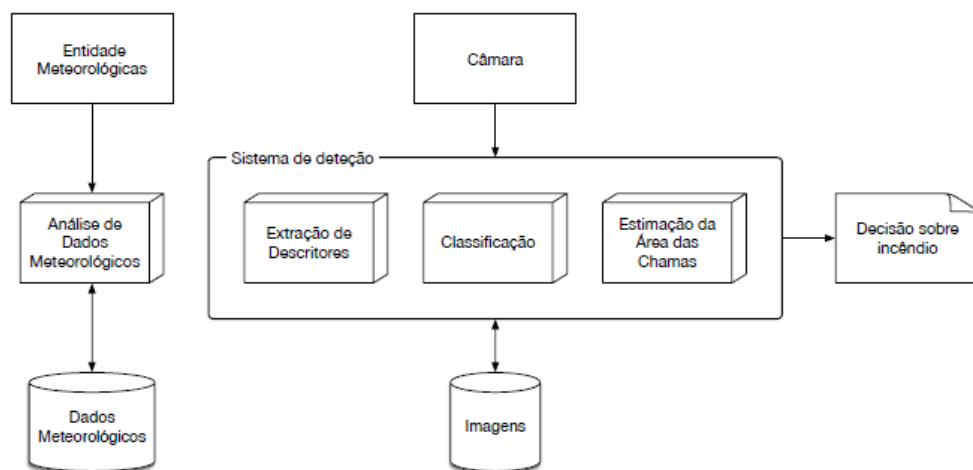 Entidade
Meteorológicas
Câmara
Sistema de deteção
Análise de
Dados
Meteorológicos
Extração de
Descritores
Classificação
Estimação da
Área das
Chamas
Decisão sobre
incêndio
Dados
Meteorológicos
Imagens